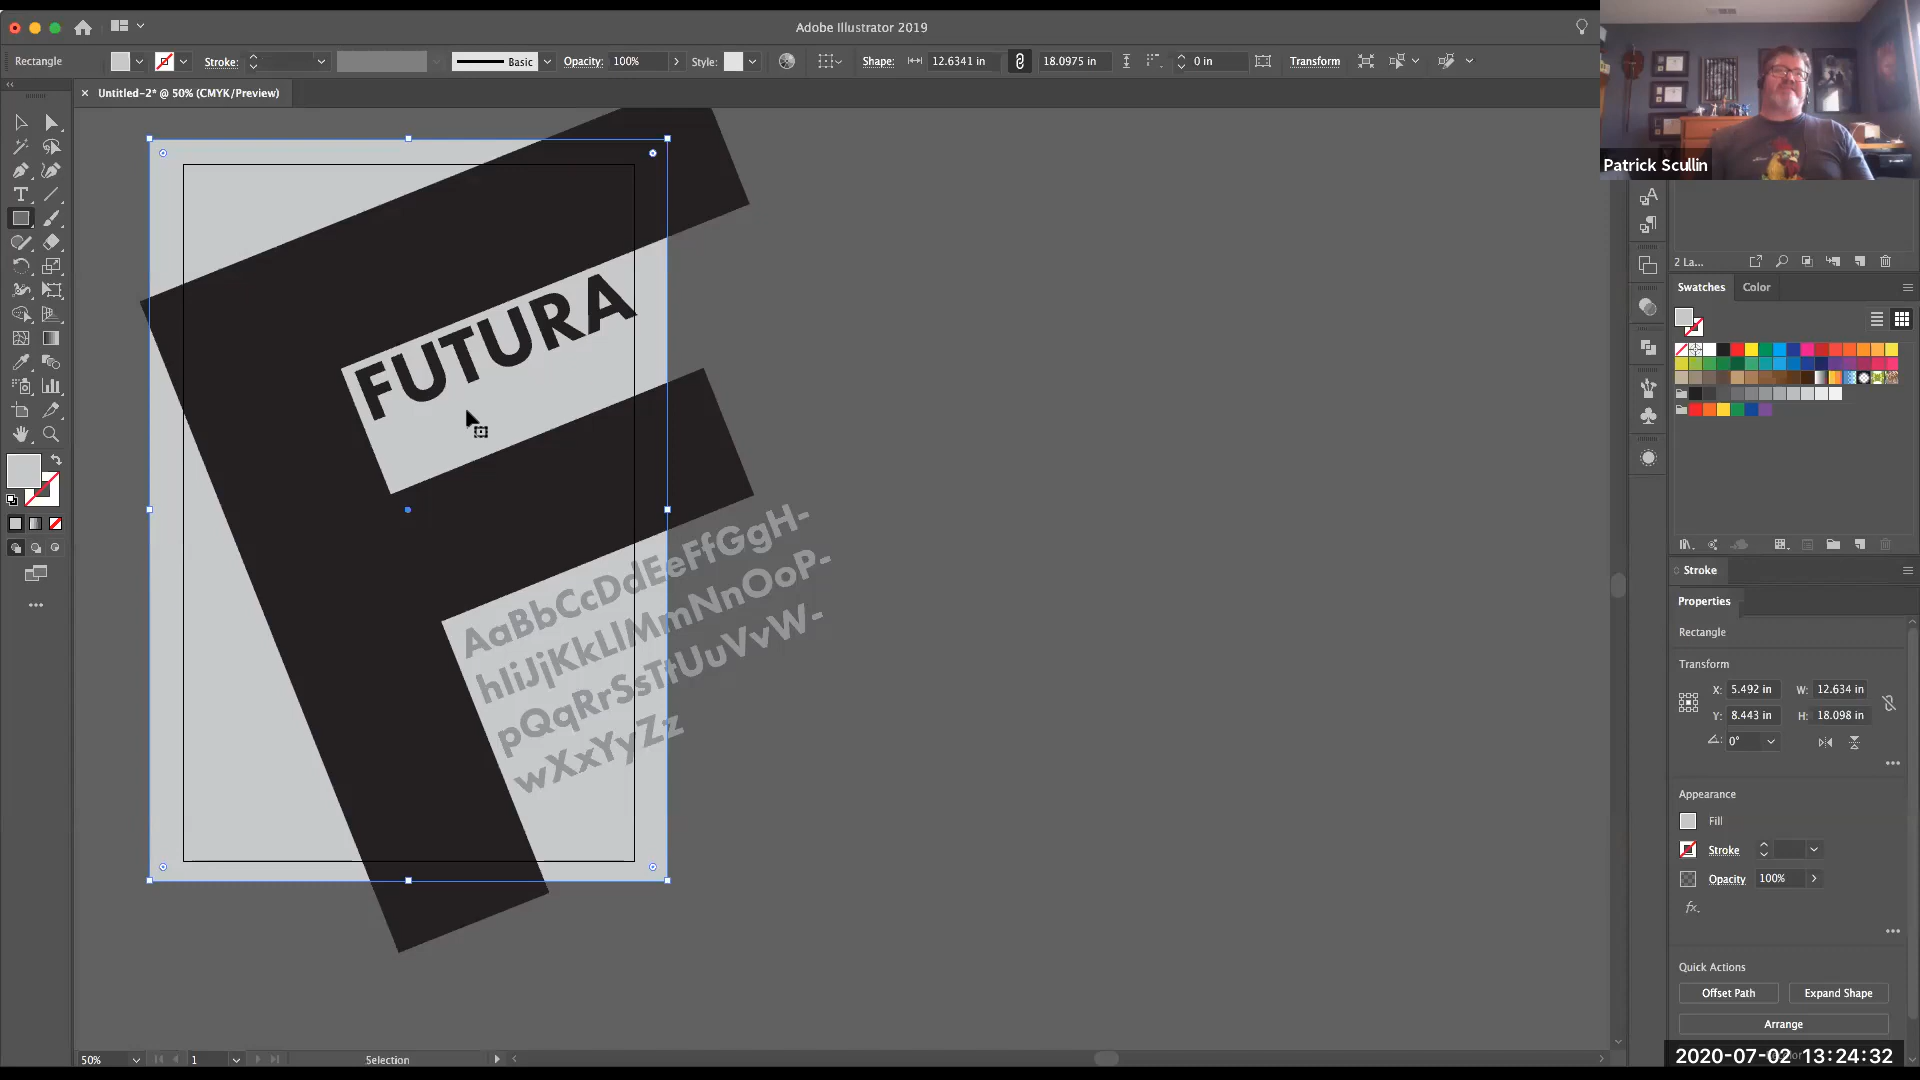 Adobe Illustrator 2019
Rectangle
Stroke:
Basic
Opacity:
100%
Style:
Shape:
12.6341 in
18.0975 in
0 in
Transform
Untitled-2* @ 50% (CMYK/Preview)
Patrick Scullin
FUTURA
AaBbCcDdEeFfGgH-
hIiJjKkLlMmNnOoP-
pQqRrSsTtUuVvW-
wXxYyZz
2 La...
Swatches
Color
Stroke
Properties
Rectangle
Transform
X:
5.492 in
W:
12.634 in
Y:
8.443 in
H:
18.098 in
0°
Appearance
Fill
Stroke
Opacity
100%
fx.
Quick Actions
Offset Path
Expand Shape
Arrange
50%
1
Selection
2020-07-02 13:24:32